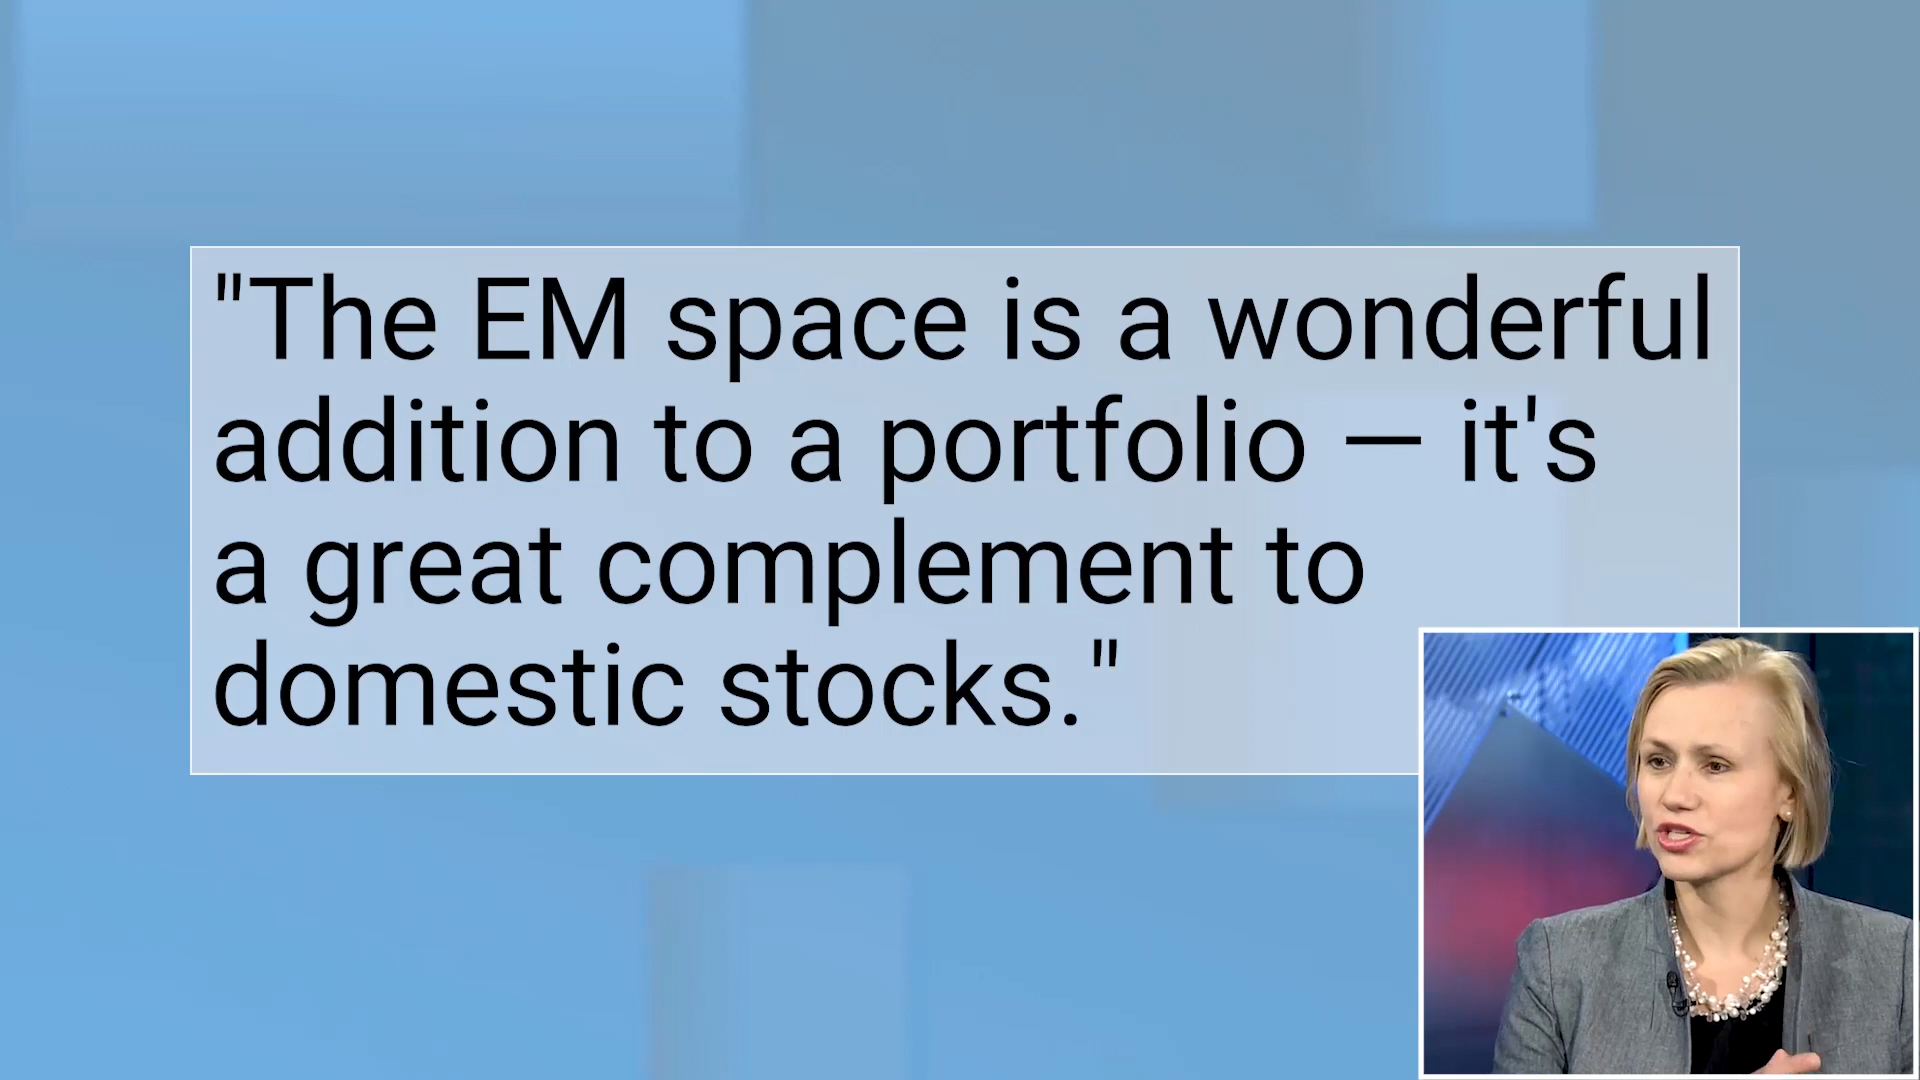 "The EM space is a wonderful
addition to a portfolio — it's
a great complement to
domestic stocks."